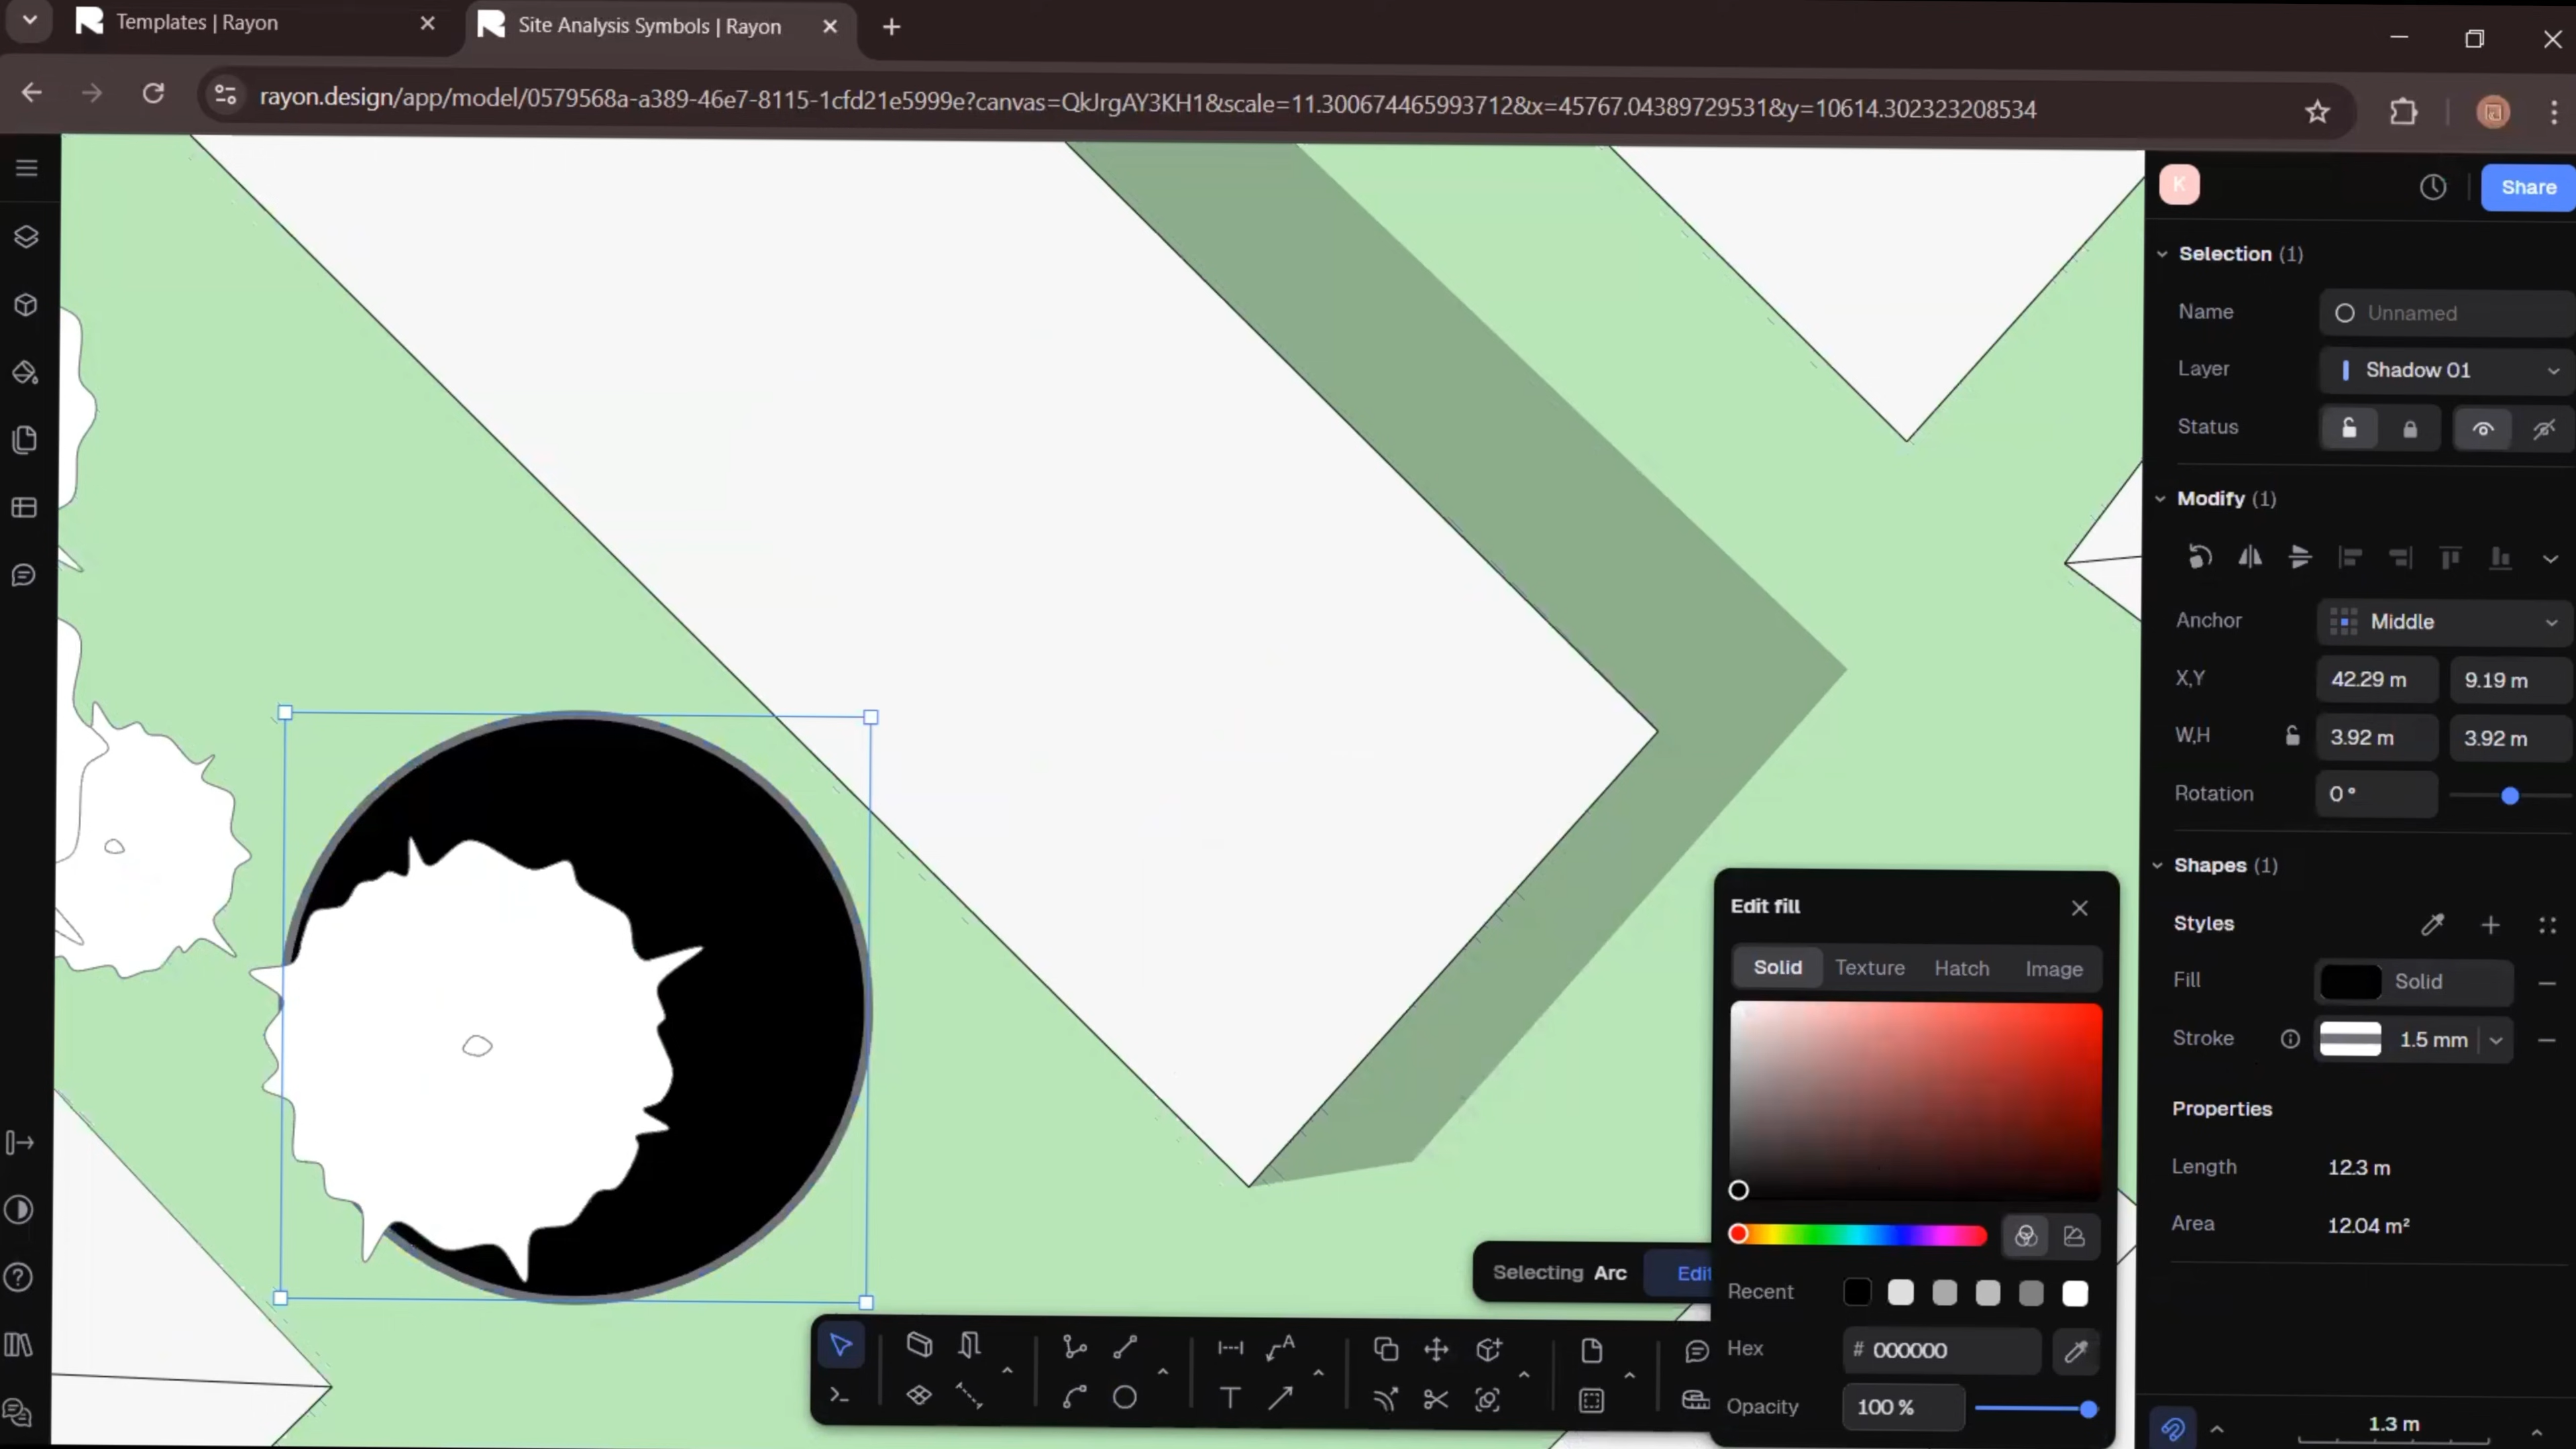 Templates | Rayon
Site Analysis Symbols | Rayon
rayon.design/app/model/0579568a-a389-46e7-8115-1cfd21e5999e?canvas=QkJrgAY3KH1&scale=11.300674465993712&x=45767.04389729531&y=10614.302323208534
K
Share
Selection (1)
Name
Unnamed
Layer
Shadow 01
Status
Modify (1)
Anchor
Middle
X,Y
42.29 m
9.19 m
W,H
3.92 m
3.92 m
Rotation
0°
Shapes (1)
Styles
Fill
Solid
Stroke
1.5 mm
Properties
Length
12.3 m
Area
12.04 m²
1.3 m
Edit fill
Solid
Texture
Hatch
Image
Recent
Hex
# 000000
Opacity
100 %
Selecting Arc
Edit